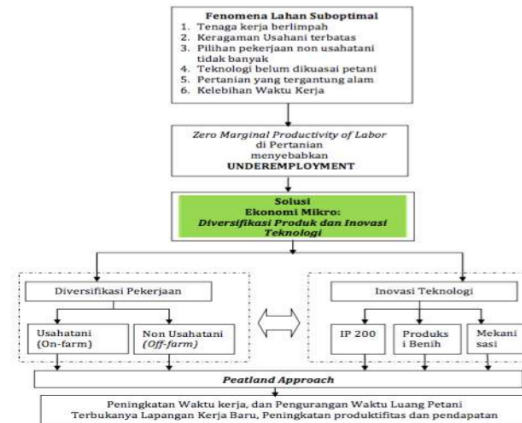 Fenomena Lahan Suboptimal
1. Tenaga kerja berlimpah
2. Keragaman Usahani terbatas
3. Pilihan pekerjaan non usahatani
tidak banyak
4. Teknologi belum dikuasai petani
5. Pertanian yang tergantung alam
6. Kelebihan Waktu Kerja
Zero Marginal Productivity of Labor
di Pertanian
menyebabkan
UNDEREMPLOYMENT
Solusi
Ekonomi Mikro:
Diversifikasi Produk dan Inovasi
Teknologi
Diversifikasi Pekerjaan
Inovasi Teknologi
Usahatani
(On-farm)
Non Usahatani
(Off-farm)
IP 200
Produks
i Benih
Mekani
sasi
Peatland Approach
Peningkatan Waktu kerja, dan Pengurangan Waktu Luang Petani
Terbukanya Lapangan Kerja Baru, Peningkatan produktifitas dan pendapatan